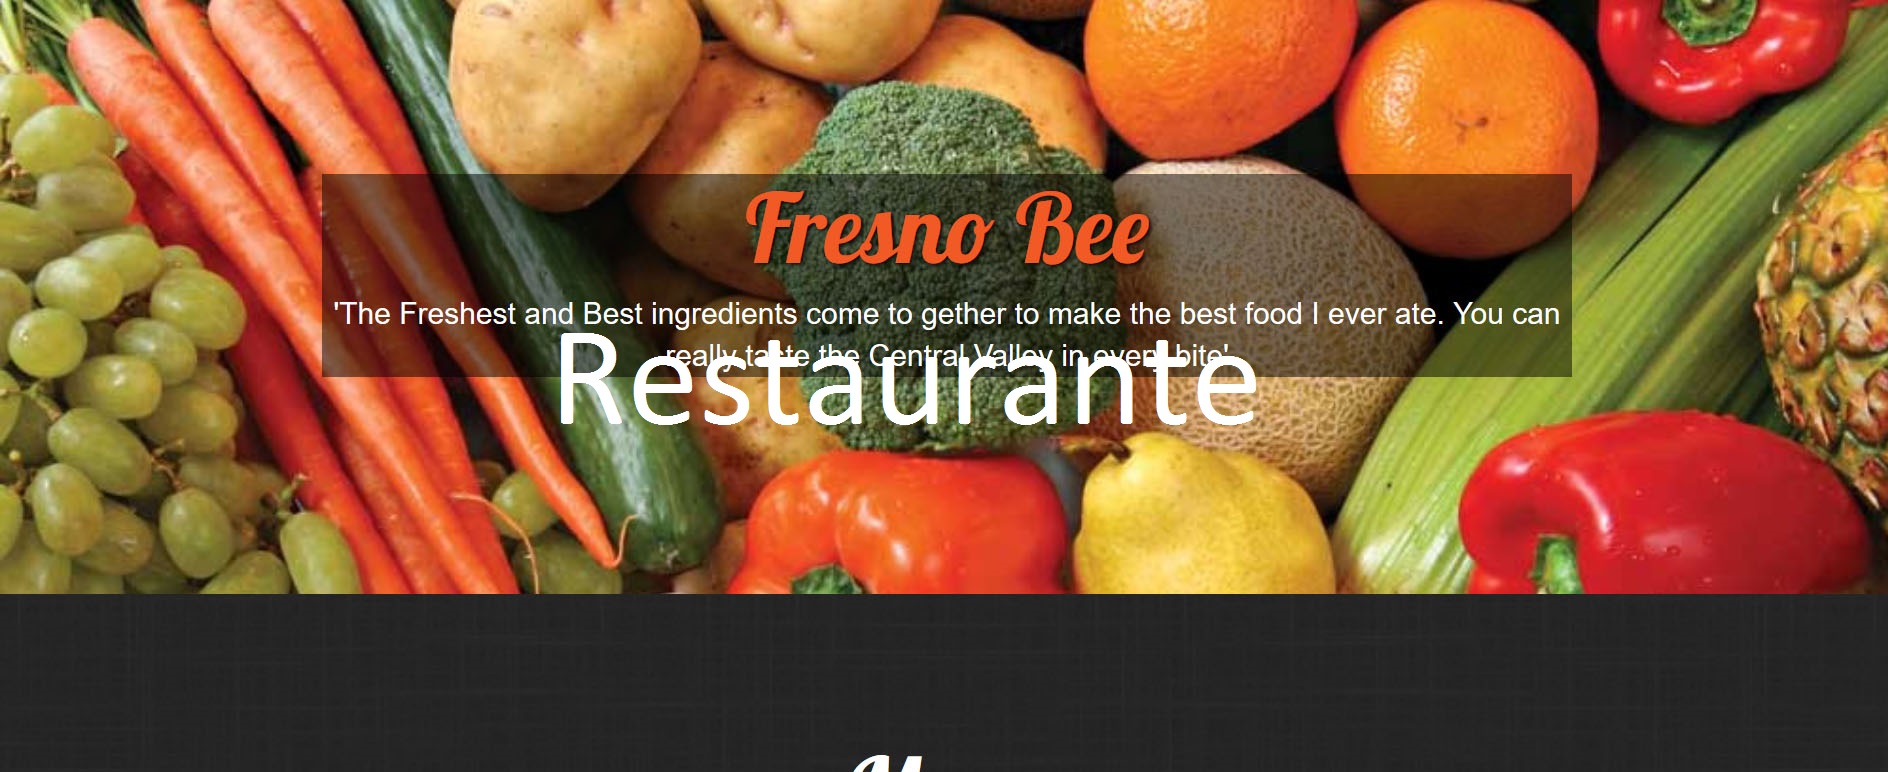 Fresno Bee
'The Freshest and Best ingredients come to gether to make the best food I ever ate. You can
really taste the Central Valley in every bite'
Restaurante